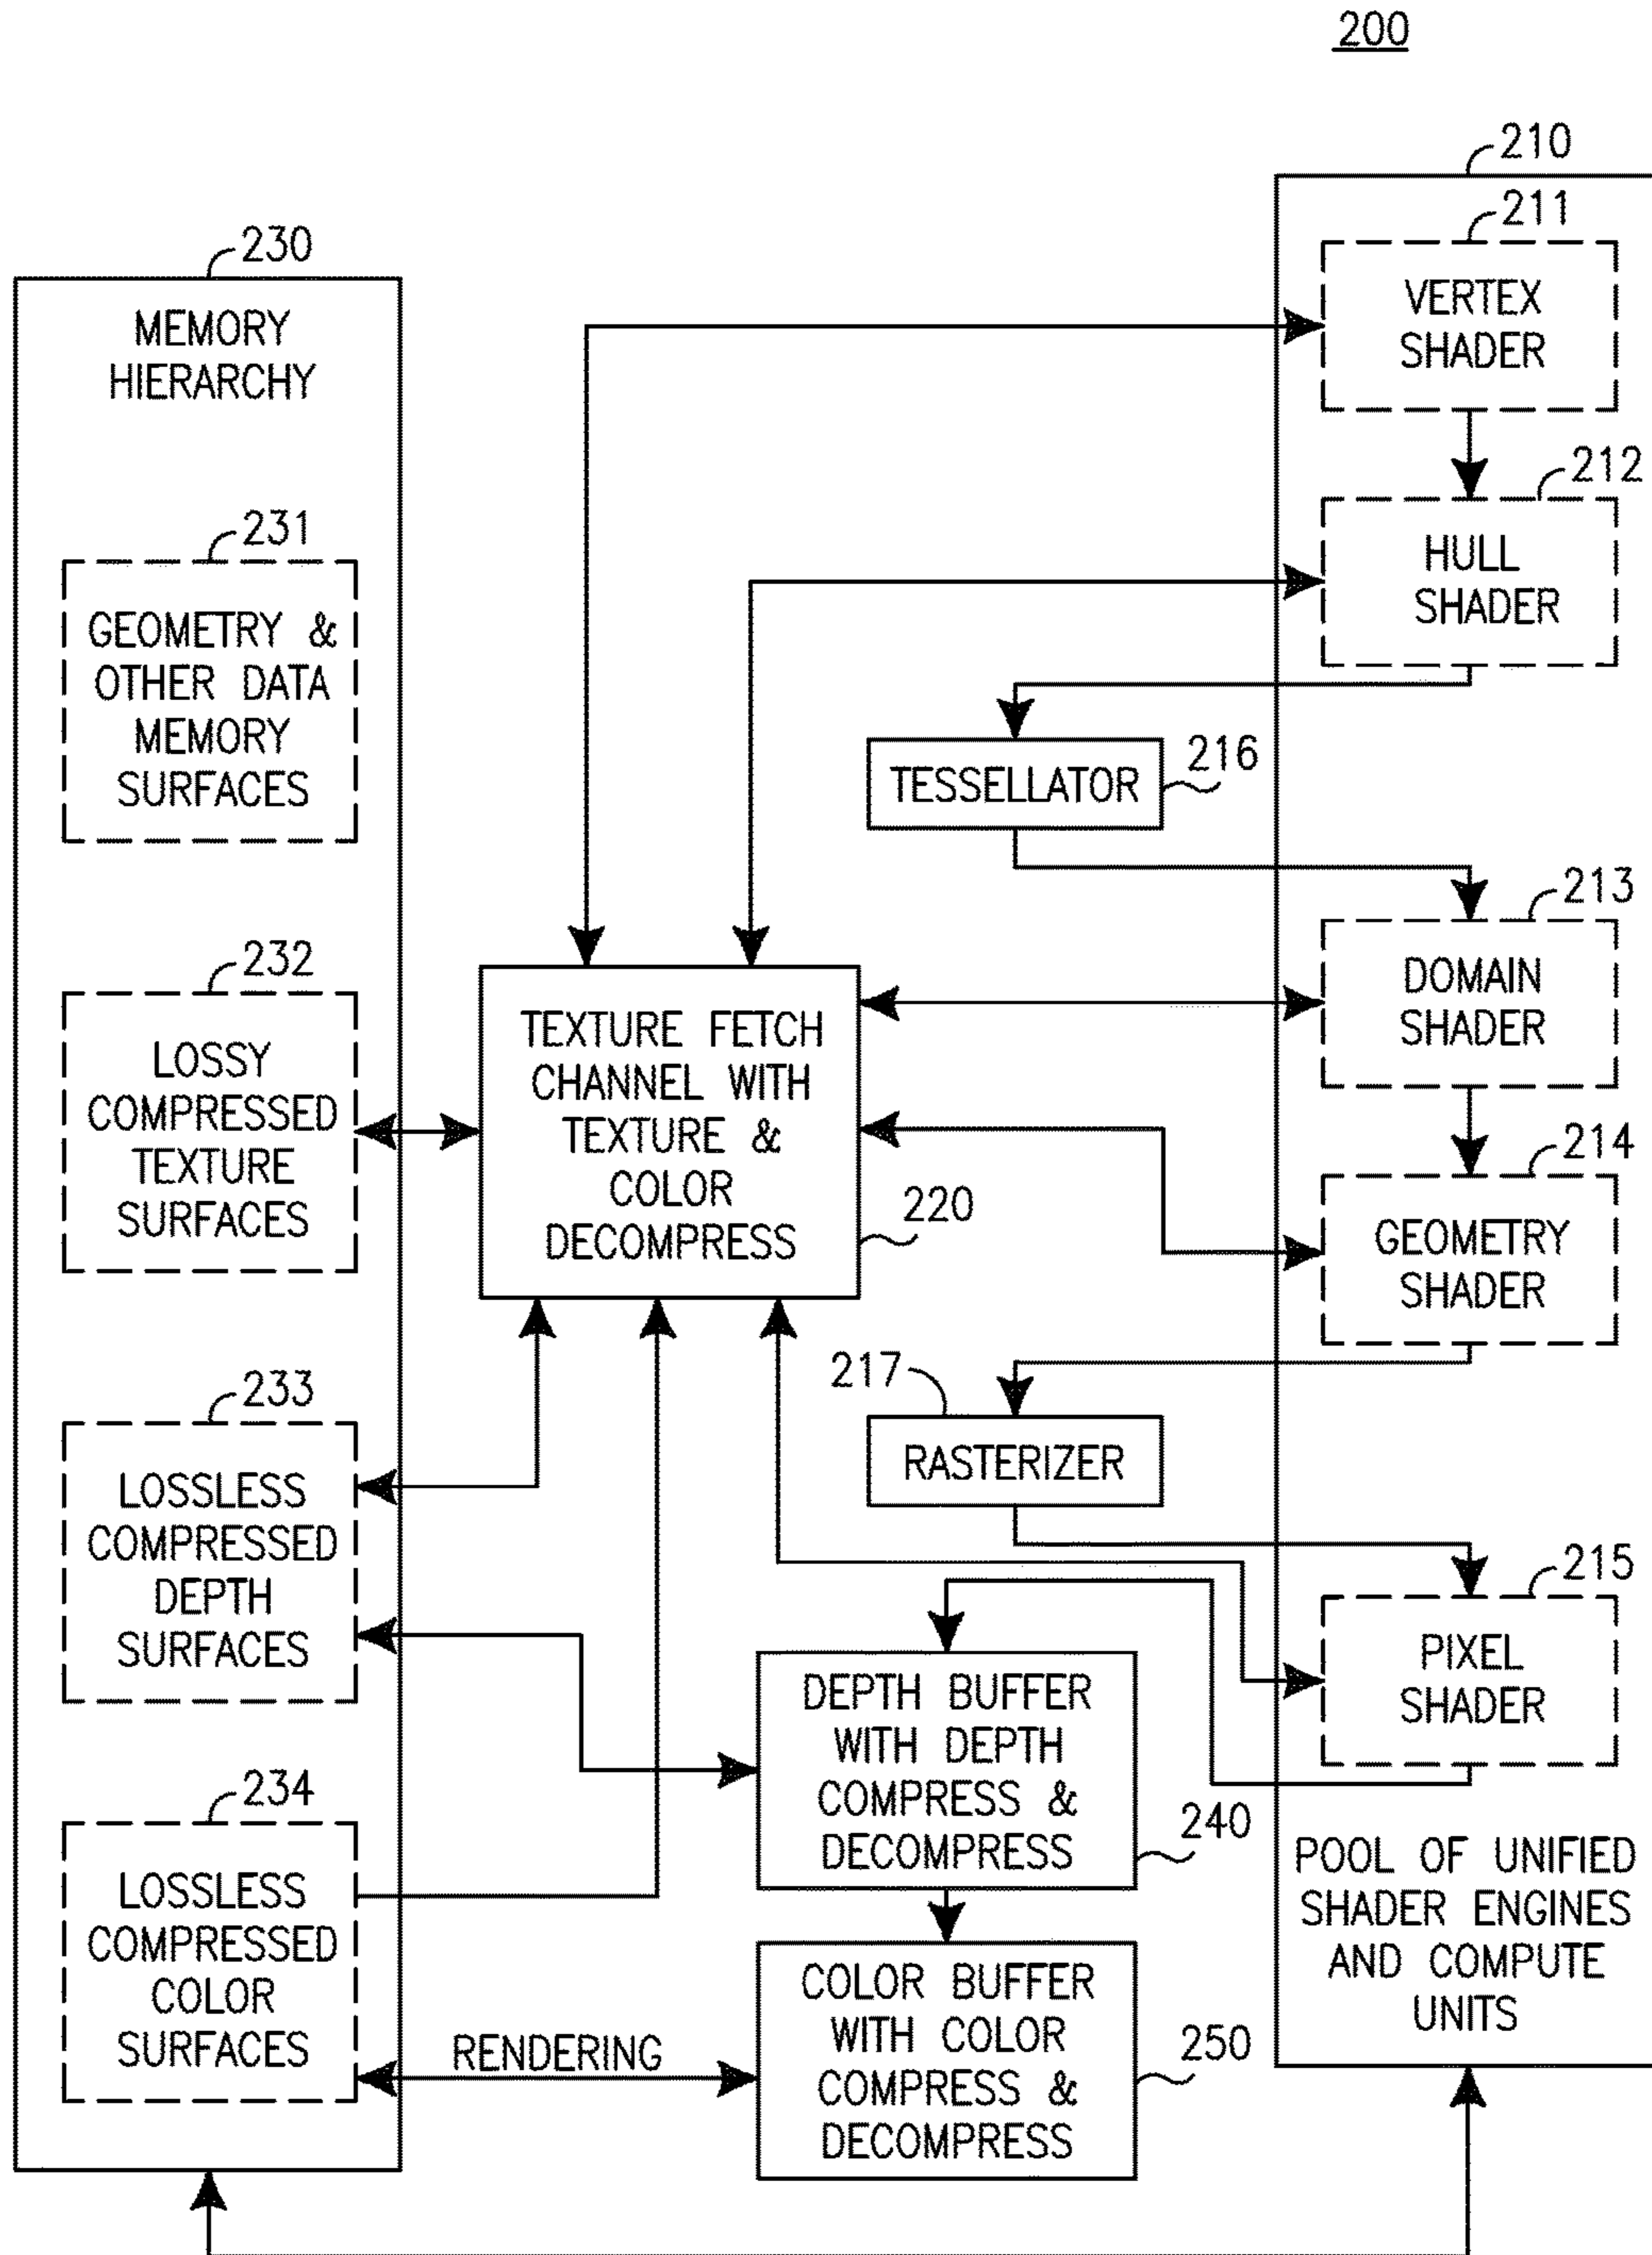 200
210
211
VERTEX
SHADER
212
HULL
SHADER
216
TESSELLATOR
213
DOMAIN
SHADER
214
GEOMETRY
SHADER
217
RASTERIZER
215
PIXEL
SHADER
POOL OF UNIFIED
SHADER ENGINES
AND COMPUTE
UNITS
230
MEMORY
HIERARCHY
231
GEOMETRY &
OTHER DATA
MEMORY
SURFACES
232
LOSSY
COMPRESSED
TEXTURE
SURFACES
233
LOSSLESS
COMPRESSED
DEPTH
SURFACES
234
LOSSLESS
COMPRESSED
COLOR
SURFACES
TEXTURE FETCH
CHANNEL WITH
TEXTURE &
COLOR
DECOMPRESS
220
DEPTH BUFFER
WITH DEPTH
COMPRESS &
DECOMPRESS
240
RENDERING
COLOR BUFFER
WITH COLOR
COMPRESS &
DECOMPRESS
250